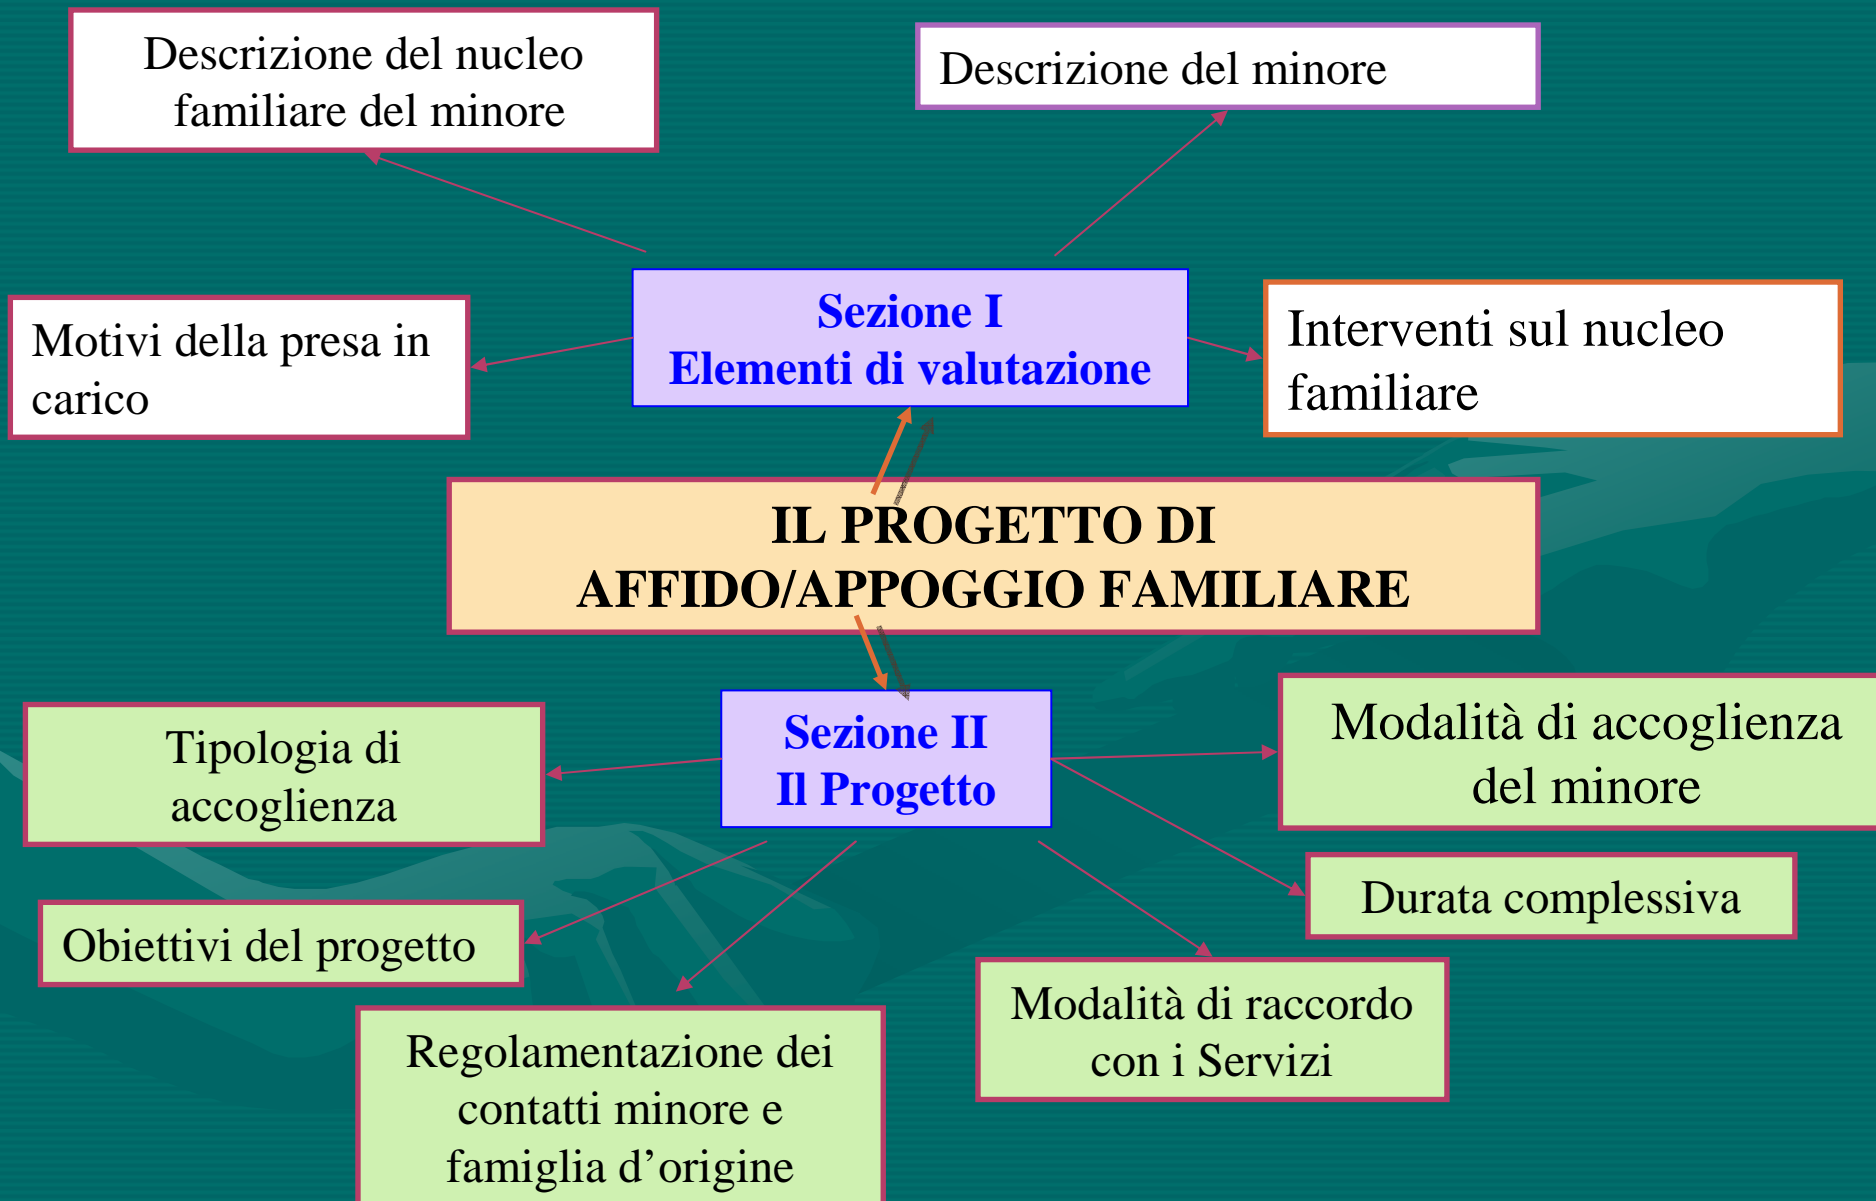 Descrizione del nucleo
familiare del minore
Descrizione del minore
Motivi della presa in
carico
Sezione I
Elementi di valutazione
Interventi sul nucleo
familiare
IL PROGETTO DI
AFFIDO/APPOGGIO FAMILIARE
Tipologia di
accoglienza
Sezione II
Il Progetto
Modalità di accoglienza
del minore
Obiettivi del progetto
Durata complessiva
Regolamentazione dei
contatti minore e
famiglia d’origine
Modalità di raccordo
con i Servizi